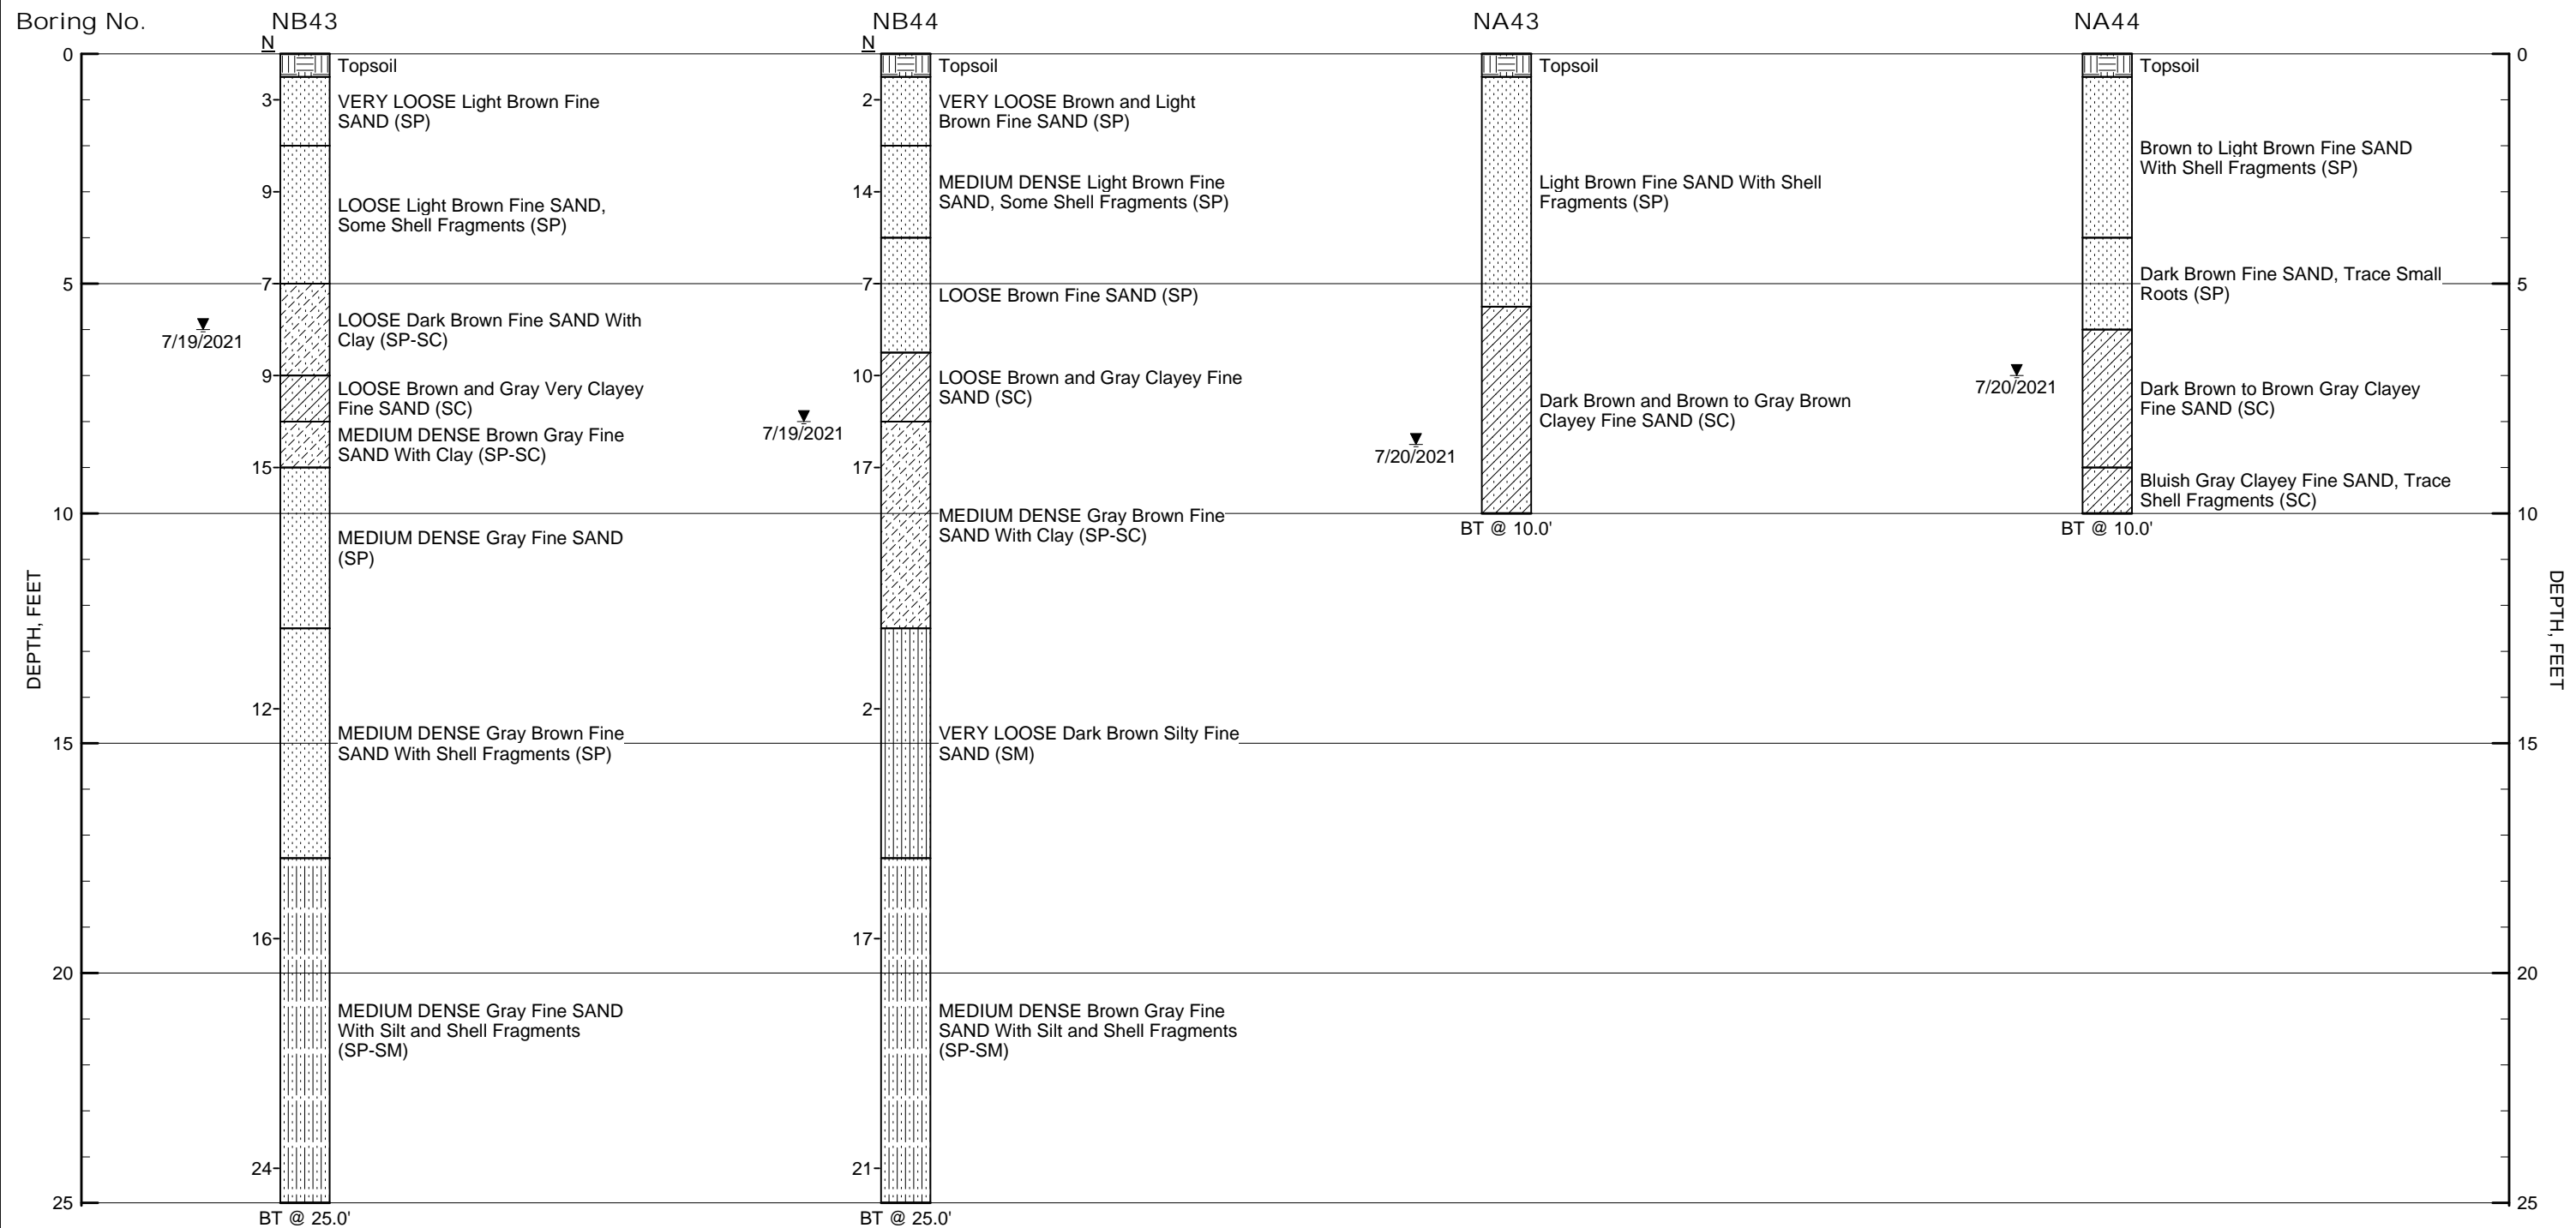 Boring No.
NB43
NB44
NA43
NA44
N
N
0
0
Topsoil
Topsoil
Topsoil
Topsoil
3
VERY LOOSE Light Brown Fine
SAND (SP)
2
VERY LOOSE Brown and Light
Brown Fine SAND (SP)
Brown to Light Brown Fine SAND
With Shell Fragments (SP)
9
LOOSE Light Brown Fine SAND,
Some Shell Fragments (SP)
14
MEDIUM DENSE Light Brown Fine
SAND, Some Shell Fragments (SP)
Light Brown Fine SAND With Shell
Fragments (SP)
5
7
7
LOOSE Brown Fine SAND (SP)
Dark Brown Fine SAND, Trace Small
Roots (SP)
5
7/19/2021
LOOSE Dark Brown Fine SAND With
Clay (SP-SC)
9
LOOSE Brown and Gray Very Clayey
Fine SAND (SC)
10
LOOSE Brown and Gray Clayey Fine
SAND (SC)
Dark Brown and Brown to Gray Brown
Clayey Fine SAND (SC)
7/20/2021
Dark Brown to Brown Gray Clayey
Fine SAND (SC)
MEDIUM DENSE Brown Gray Fine
SAND With Clay (SP-SC)
7/19/2021
7/20/2021
15
17
Bluish Gray Clayey Fine SAND, Trace
Shell Fragments (SC)
10
MEDIUM DENSE Gray Fine SAND
(SP)
MEDIUM DENSE Gray Brown Fine
SAND With Clay (SP-SC)
BT @ 10.0'
BT @ 10.0'
10
DEPTH, FEET
DEPTH, FEET
12
MEDIUM DENSE Gray Brown Fine
SAND With Shell Fragments (SP)
2
VERY LOOSE Dark Brown Silty Fine
SAND (SM)
15
15
16
17
20
20
MEDIUM DENSE Gray Fine SAND
With Silt and Shell Fragments
(SP-SM)
MEDIUM DENSE Brown Gray Fine
SAND With Silt and Shell Fragments
(SP-SM)
24
21
25
25
BT @ 25.0'
BT @ 25.0'